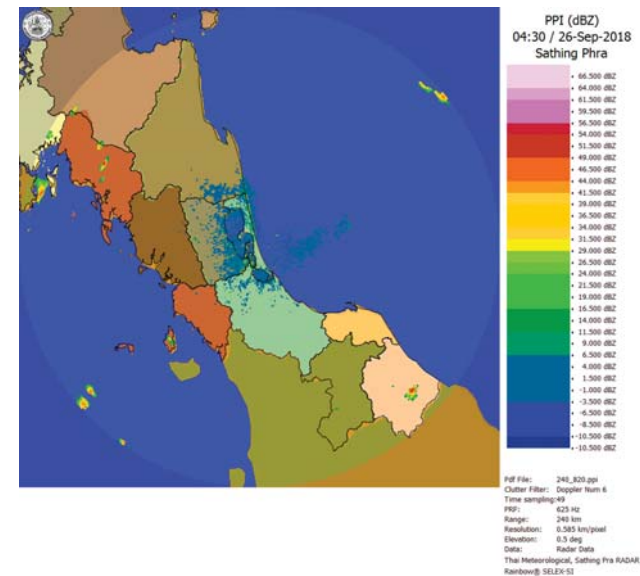 PPI (dBZ)
04:30 / 26-Sep-2018
Sathing Phra
66.500 dBZ
64.000 dBZ
61.500 dBZ
59.500 dBZ
56.500 dBZ
54.000 dBZ
51.500 dBZ
49.000 dBZ
46.500 dBZ
44.000 dBZ
41.500 dBZ
39.000 dBZ
36.500 dBZ
34.000 dBZ
31.500 dBZ
29.000 dBZ
26.500 dBZ
24.000 dBZ
21.500 dBZ
19.000 dBZ
16.500 dBZ
14.000 dBZ
11.500 dBZ
9.000 dBZ
6.500 dBZ
4.000 dBZ
1.500 dBZ
-1.000 dBZ
-3.500 dBZ
-6.500 dBZ
-8.500 dBZ
-10.500 dBZ
-10.500 dBZ
Pdf File: 240_820.ppi
Clutter Filter: Doppler Num 6
Time sampling:49
PRF: 625 Hz
Range: 240 km
Resolution: 0.585 km/pixel
Elevation: 0.5 deg
Data: Radar Data
Thai Meteorological, Sathing Pra RADAR
Rainbow® SELEX-SI